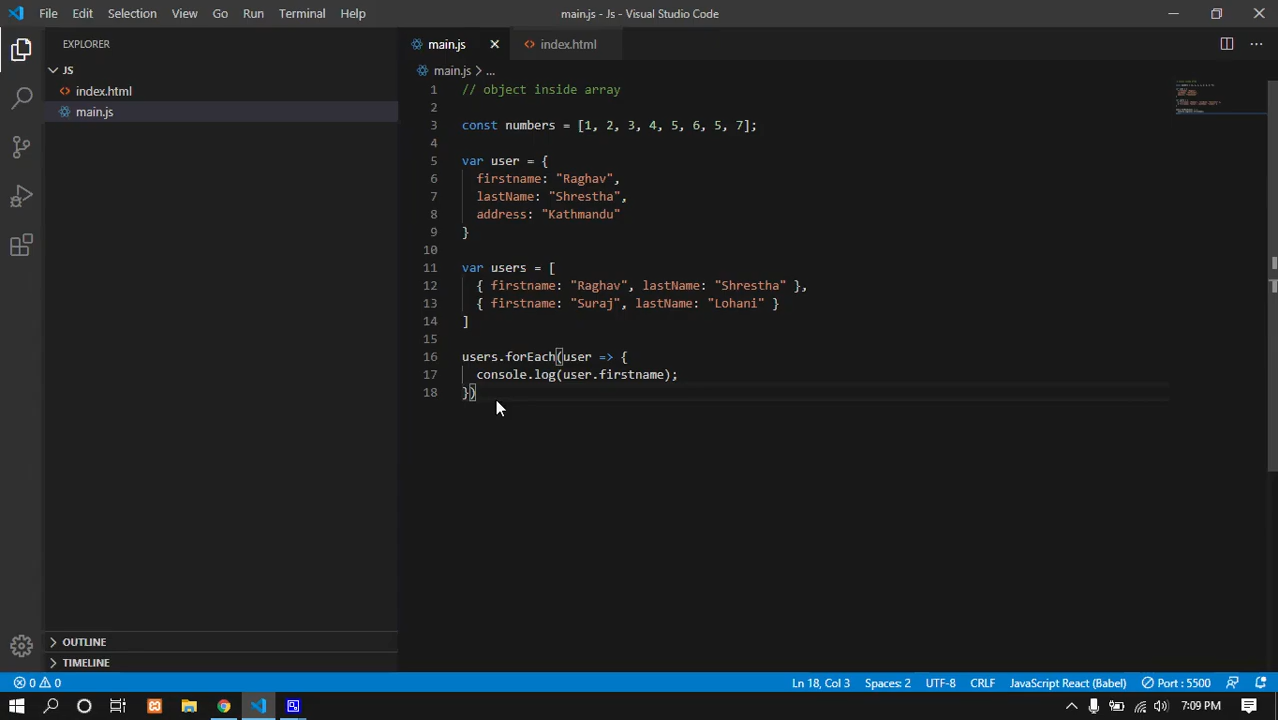 File Edit Selection View Go Run Terminal Help
main.js - Js - Visual Studio Code
EXPLORER
JS
index.html
main.js
OUTLINE
TIMELINE
main.js
index.html
main.js > ...
1 // object inside array
2
3 const numbers = [1, 2, 3, 4, 5, 6, 5, 7];
4
5 var user = {
6 firstname: "Raghav",
7 lastName: "Shrestha",
8 address: "Kathmandu"
9 }
10
11 var users = [
12 { firstname: "Raghav", lastName: "Shrestha" },
13 { firstname: "Suraj", lastName: "Lohani" }
14 ]
15
16 users.forEach(user => {
17 console.log(user.firstname);
18 })
0 0
Ln 18, Col 3 Spaces: 2 UTF-8 CRLF JavaScript React (Babel) Port : 5500
7:09 PM